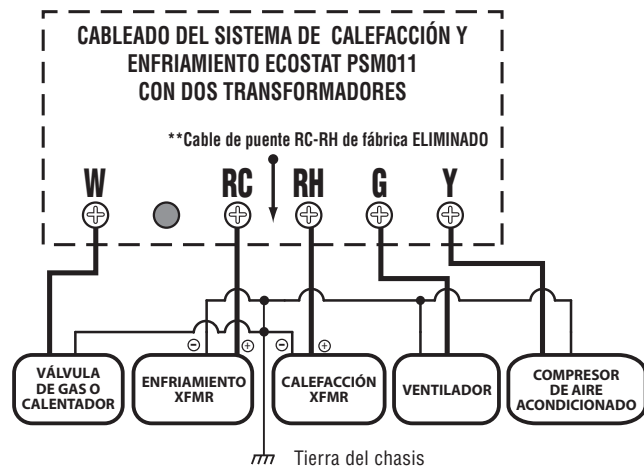 CABLEADO DEL SISTEMA DE CALEFACCIÓN Y
ENFRIAMIENTO ECOSTAT PSM011
CON DOS TRANSFORMADORES
**Cable de puente RC-RH de fábrica ELIMINADO
W RC RH G Y
VÁLVULA
DE GAS O
CALENTADOR
ENFRIAMIENTO
XFMR
CALEFACCIÓN
XFMR
VENTILADOR
COMPRESOR
DE AIRE
ACONDICIONADO
Tierra del chasis